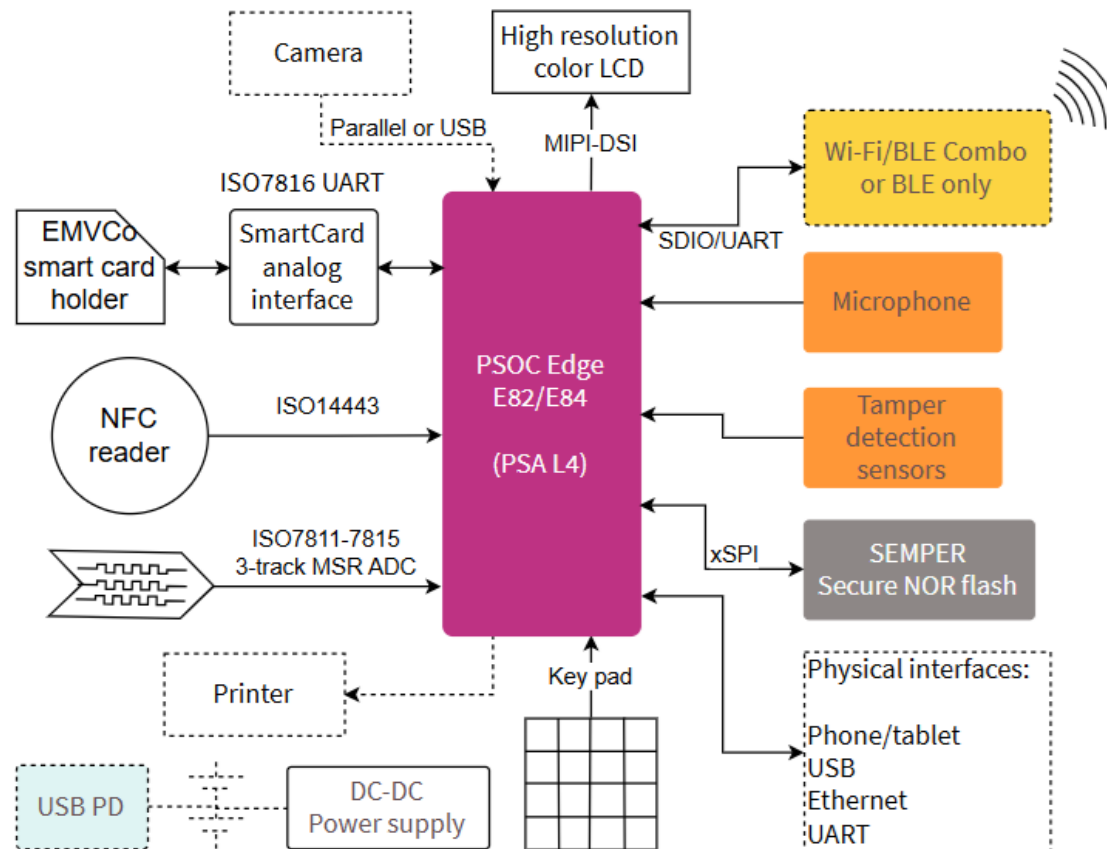 Camera
High resolution
color LCD
Parallel or USB
MIPI-DSI
Wi-Fi/BLE Combo
or BLE only
ISO7816 UART
EMVCo
smart card
holder
SmartCard
analog
interface
SDIO/UART
Microphone
PSOC Edge
E82/E84
(PSA L4)
NFC
reader
ISO14443
Tamper
detection
sensors
ISO7811-7815
3-track MSR ADC
xSPI
SEMPER
Secure NOR flash
Printer
Key pad
Physical interfaces:
Phone/tablet
USB
Ethernet
UART
USB PD
DC-DC
Power supply